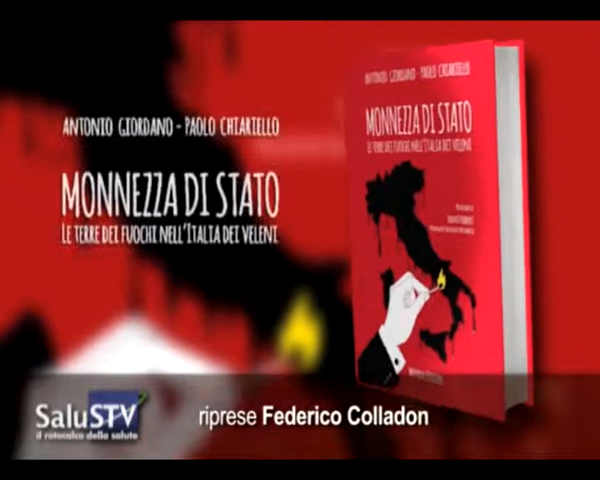 ANTONIO GIORDANO - PAOLO CHIARIELLO
MONNEZZA DI STATO
LE TERRE DEI FUOCHI NELL'ITALIA DEI VELENI
ANTONIO GIORDANO - PAOLO CHIARIELLO
MONNEZZA DI STATO
LE TERRE DEI FUOCHI NELL'ITALIA DEI VELENI
SaluSTV
il rotocalco della salute
riprese Federico Colladon